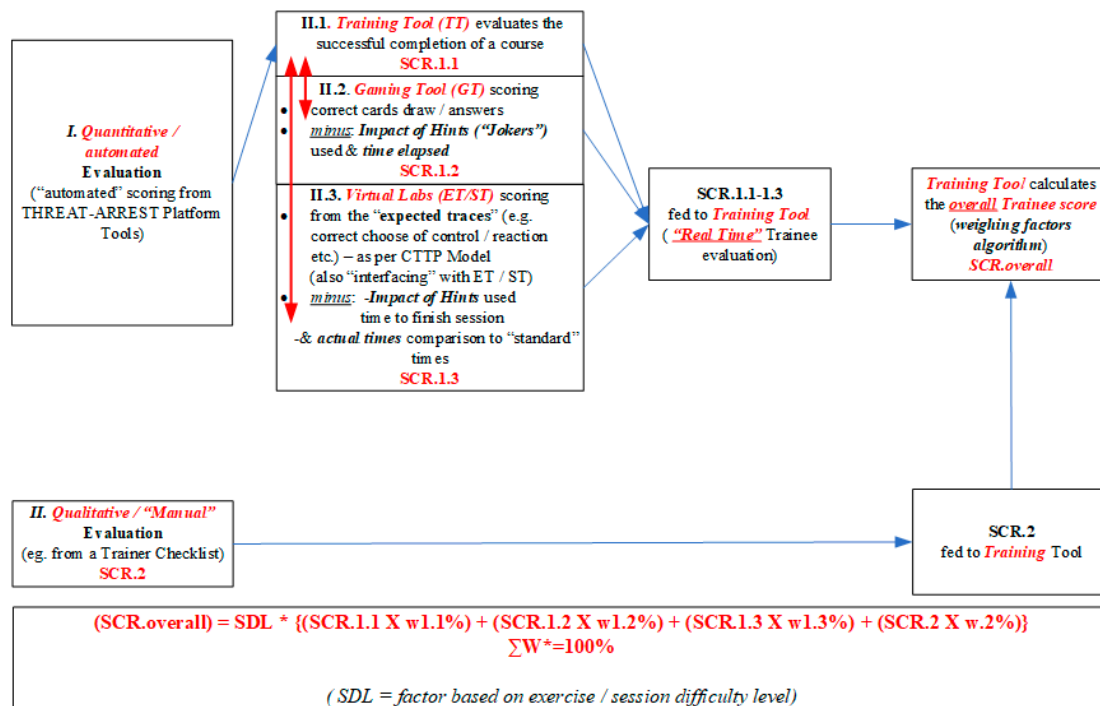 I. Quantitative /
automated
Evaluation
(“automated” scoring from
THREAT-ARREST Platform
Tools)
II.1. Training Tool (TT) evaluates the
successful completion of a course
SCR.1.1
II.2. Gaming Tool (GT) scoring
• correct cards draw / answers
• minus: Impact of Hints (“Jokers”)
used & time elapsed
SCR.1.2
II.3. Virtual Labs (ET/ST) scoring
• from the “expected traces” (e.g.
correct choose of control / reaction
etc.) – as per CTTP Model
(also “interfacing” with ET / ST)
• minus: -Impact of Hints used
time to finish session
-& actual times comparison to “standard”
times
SCR.1.3
SCR.1.1-1.3
fed to Training Tool
( “Real Time” Trainee
evaluation)
Training Tool calculates
the overall Trainee score
(weighing factors
algorithm)
SCR.overall
II. Qualitative / “Manual”
Evaluation
(eg. from a Trainer Checklist)
SCR.2
SCR.2
fed to Training Tool
(SCR.overall) = SDL * {(SCR.1.1 X w1.1%) + (SCR.1.2 X w1.2%) + (SCR.1.3 X w1.3%) + (SCR.2 X w.2%)}
∑W*=100%
( SDL = factor based on exercise / session difficulty level)